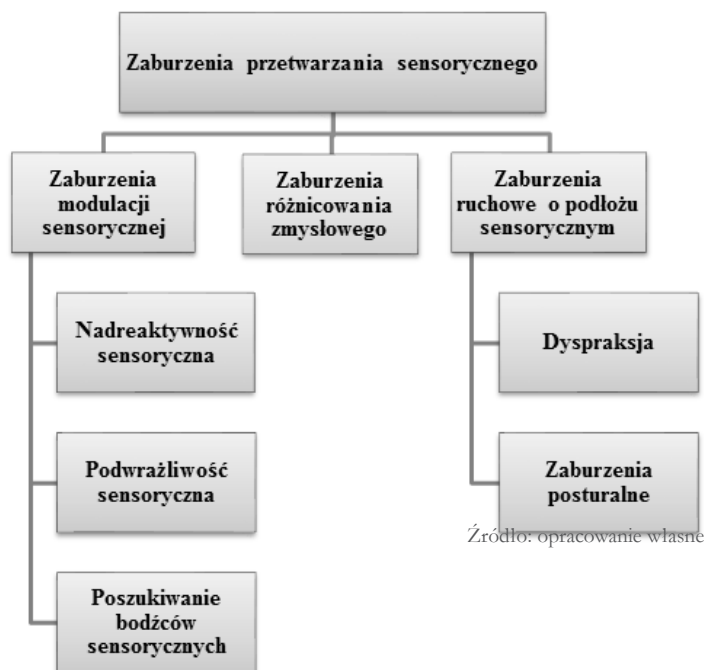 Zaburzenia przetwarzania sensorycznego
Zaburzenia
modulacji
sensorycznej
Zaburzenia
różnicowania
zmysłowego
Zaburzenia
ruchowe o podłożu
sensorycznym
Nadreaktywność
sensoryczna
Dyspraksja
Podwrażliwość
sensoryczna
Zaburzenia
posturalne
Źródło: opracowanie własne
Poszukiwanie
bodźców
sensorycznych